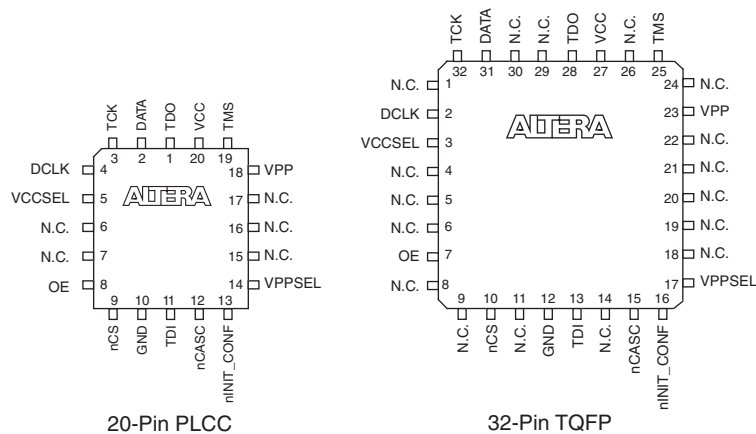 TCK DATA TDO VCC TMS
3 2 1 20 19
DCLK 4 18 VPP
VCCSEL 5 17 N.C.
ALTERA
N.C. 6 16 N.C.
N.C. 7 15 N.C.
OE 8 14 VPPSEL
9 10 11 12 13
nCS GND TDI nCASC nINIT_CONF
20-Pin PLCC
TCK DATA N.C. N.C. TDO VCC N.C. TMS
32 31 30 29 28 27 26 25
N.C. 1 24 N.C.
DCLK 2 23 VPP
ALTERA
VCCSEL 3 22 N.C.
N.C. 4 21 N.C.
N.C. 5 20 N.C.
N.C. 6 19 N.C.
OE 7 18 N.C.
N.C. 8 17 VPPSEL
9 10 11 12 13 14 15 16
N.C. nCS N.C. GND TDI N.C. nCASC nINIT_CONF
32-Pin TQFP